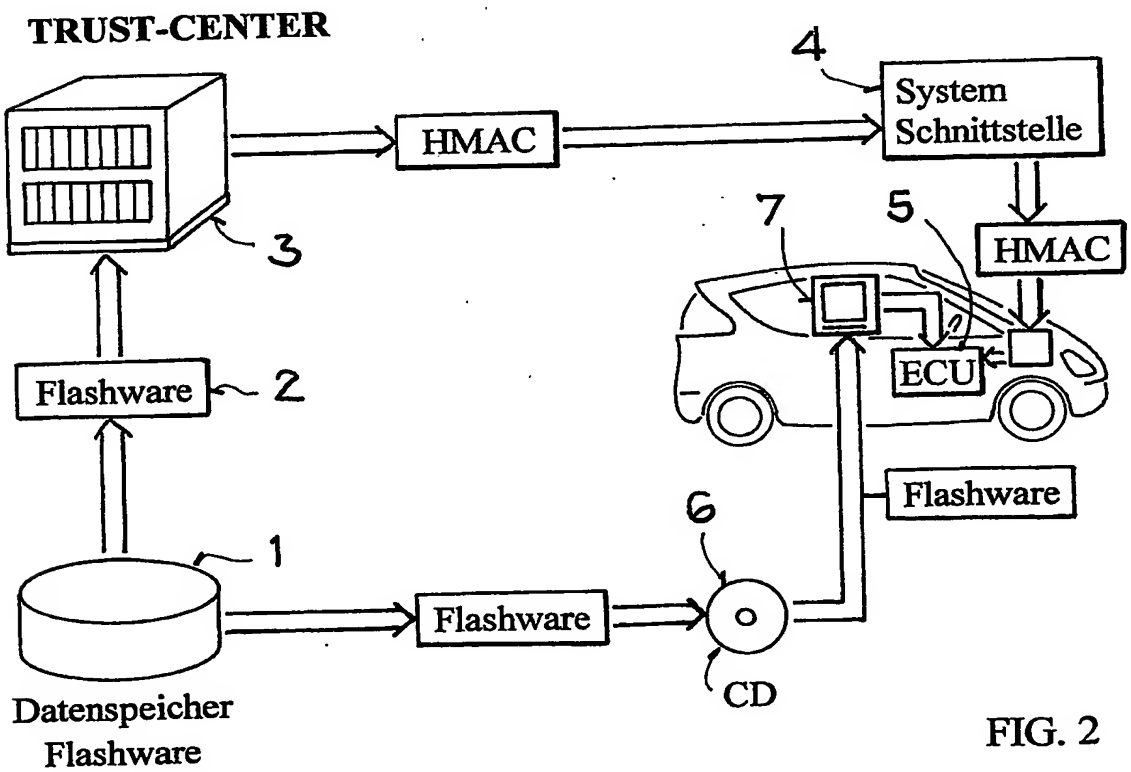 TRUST-CENTER
4
System
Schnittstelle
HMAC
3
7
5
HMAC
ECU
Flashware
2
Flashware
6
1
Flashware
CD
Datenspeicher
Flashware
FIG. 2